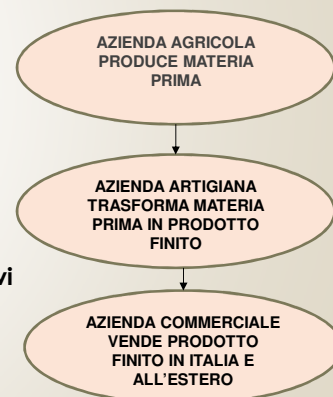 AZIENDA AGRICOLA
PRODUCE MATERIA
PRIMA
AZIENDA ARTIGIANA
TRASFORMA MATERIA
PRIMA IN PRODOTTO
FINITO
vi
AZIENDA COMMERCIALE
VENDE PRODOTTO
FINITO IN ITALIA E
ALL'ESTERO